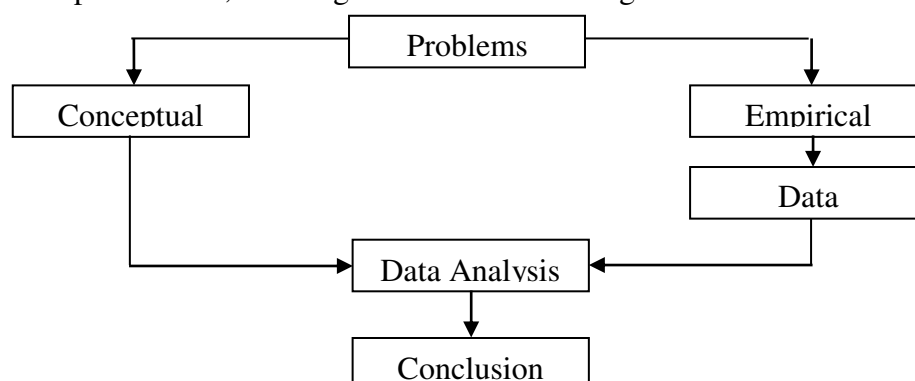 Problems
Conceptual
Empirical
Data
Data Analysis
Conclusion